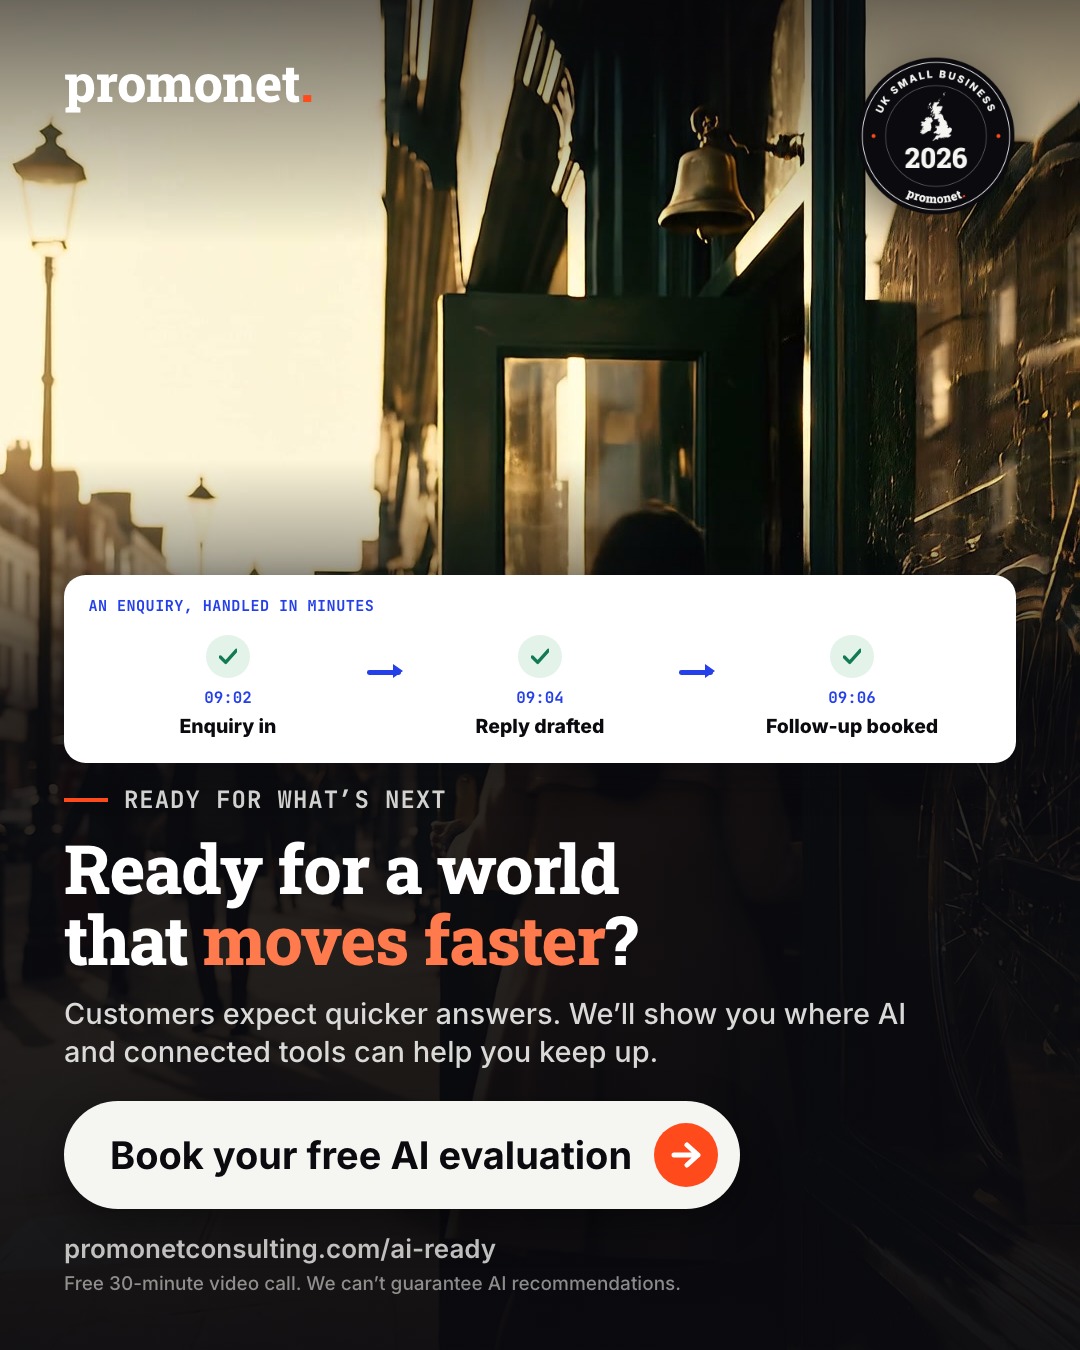 promonet.
UK SMALL BUSINESS
2026
promonet.
AN ENQUIRY, HANDLED IN MINUTES
09:02
Enquiry in
09:04
Reply drafted
09:06
Follow-up booked
READY FOR WHAT’S NEXT
Ready for a world
that moves faster?
Customers expect quicker answers. We’ll show you where AI
and connected tools can help you keep up.
Book your free AI evaluation
promonetconsulting.com/ai-ready
Free 30-minute video call. We can’t guarantee AI recommendations.